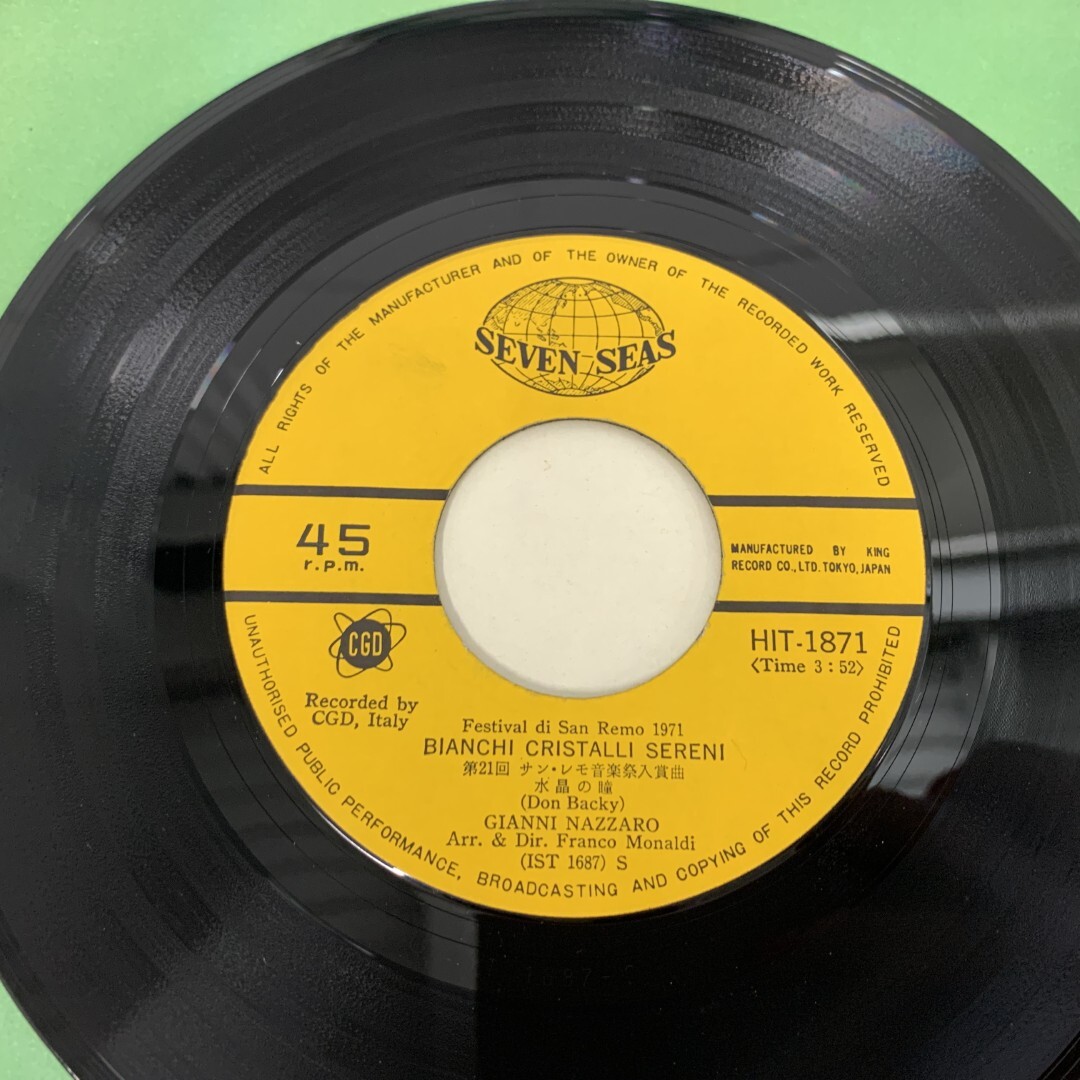 ALL RIGHTS OF THE MANUFACTURER AND OF THE OWNER OF THE RECORDED WORK RESERVED
SEVEN SEAS
45
r.p.m.
MANUFACTURED BY KING
RECORD CO., LTD. TOKYO, JAPAN
CGD
HIT-1871
〈Time 3:52〉
Recorded by
CGD, Italy
Festival di San Remo 1971
BIANCHI CRISTALLI SERENI
第21回 サン・レモ音楽祭入賞曲
水晶の瞳
(Don Backy)
GIANNI NAZZARO
Arr. & Dir. Franco Monaldi
(IST 1687) S
UNAUTHORISED PUBLIC PERFORMANCE, BROADCASTING AND COPYING OF THIS RECORD PROHIBITED